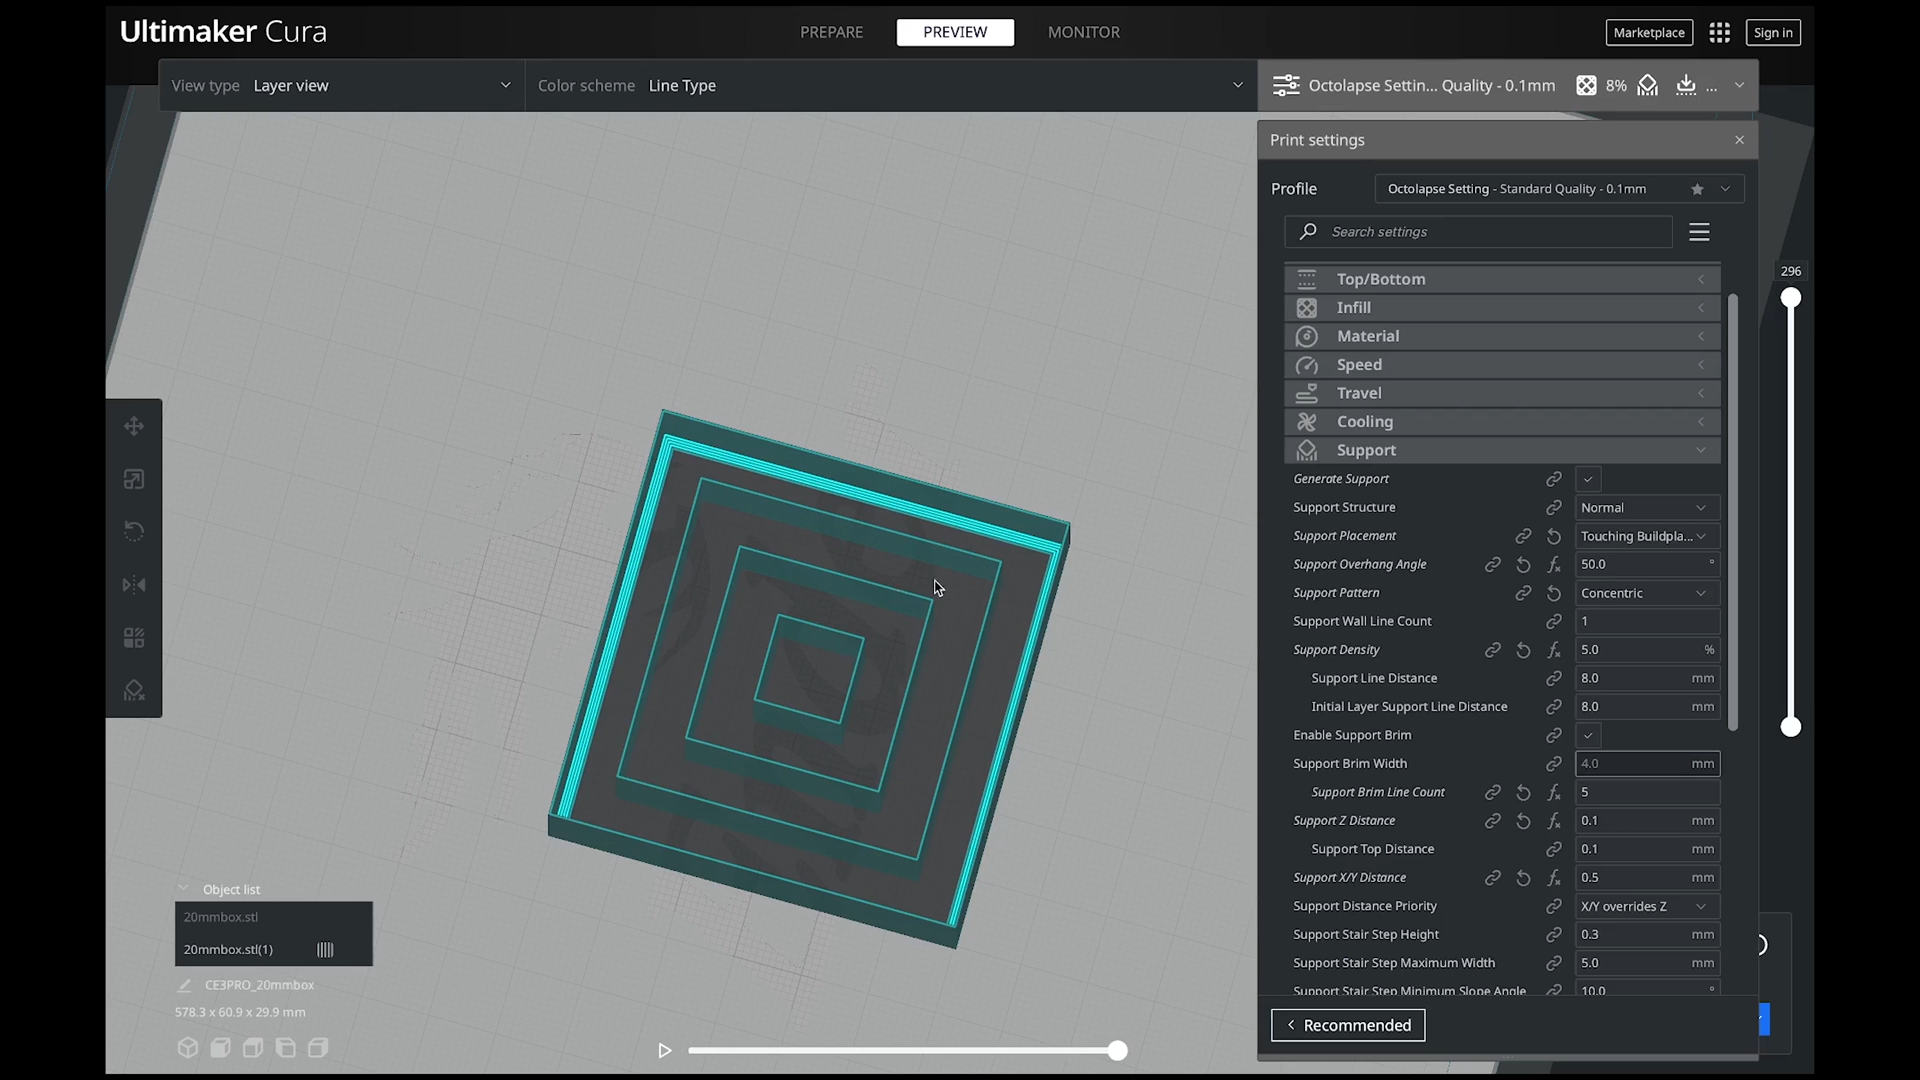 Ultimaker Cura
PREPARE
PREVIEW
MONITOR
Marketplace
Sign in
View type Layer view
Color scheme Line Type
Octolapse Settin... Quality - 0.1mm
8%
...
Print settings
Profile
Octolapse Setting - Standard Quality - 0.1mm
Search settings
296
Top/Bottom
Infill
Material
Speed
Travel
Cooling
Support
Generate Support
Support Structure Normal
Support Placement Touching Buildpla...
Support Overhang Angle 50.0 °
Support Pattern Concentric
Support Wall Line Count 1
Support Density 5.0 %
Support Line Distance 8.0 mm
Initial Layer Support Line Distance 8.0 mm
Enable Support Brim
Support Brim Width 4.0 mm
Support Brim Line Count 5
Support Z Distance 0.1 mm
Support Top Distance 0.1 mm
Support X/Y Distance 0.5 mm
Support Distance Priority X/Y overrides Z
Support Stair Step Height 0.3 mm
Support Stair Step Maximum Width 5.0 mm
Support Stair Step Minimum Slope Angle 10.0 °
Recommended
Object list
20mmbox.stl
20mmbox.stl(1)
CE3PRO_20mmbox
578.3 x 60.9 x 29.9 mm